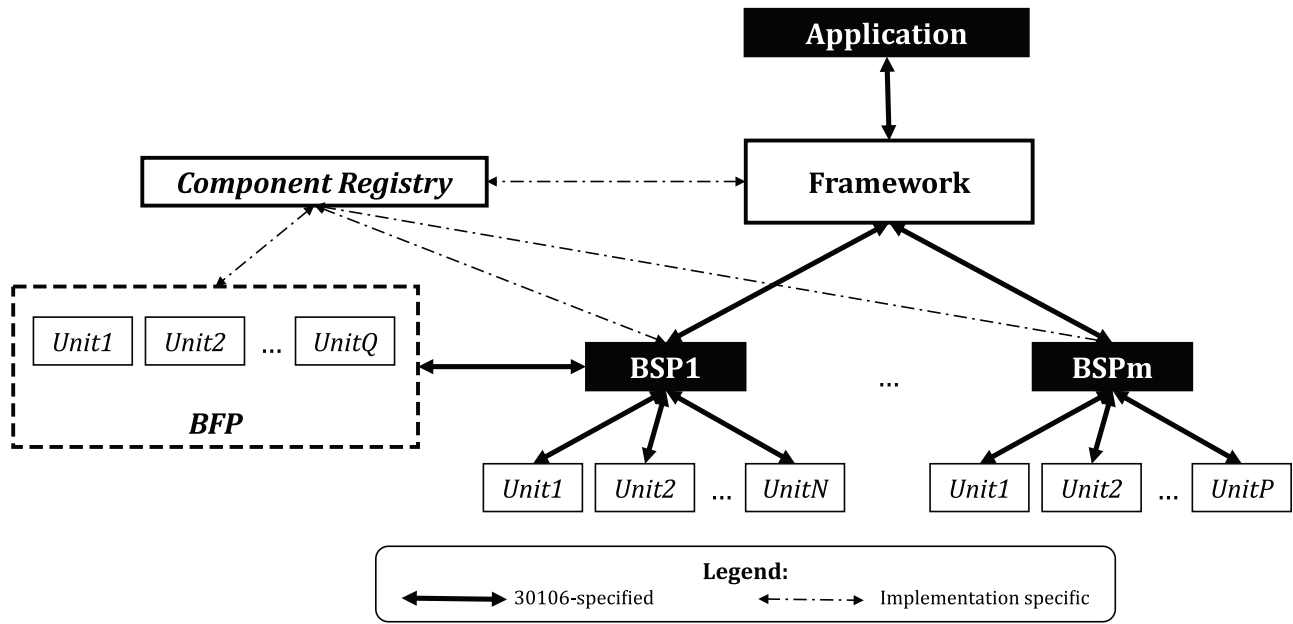 Application
Component Registry
Framework
Unit1
Unit2
...
UnitQ
BFP
BSP1
...
BSPm
Unit1
Unit2
...
UnitN
Unit1
Unit2
...
UnitP
Legend:
30106-specified
Implementation specific